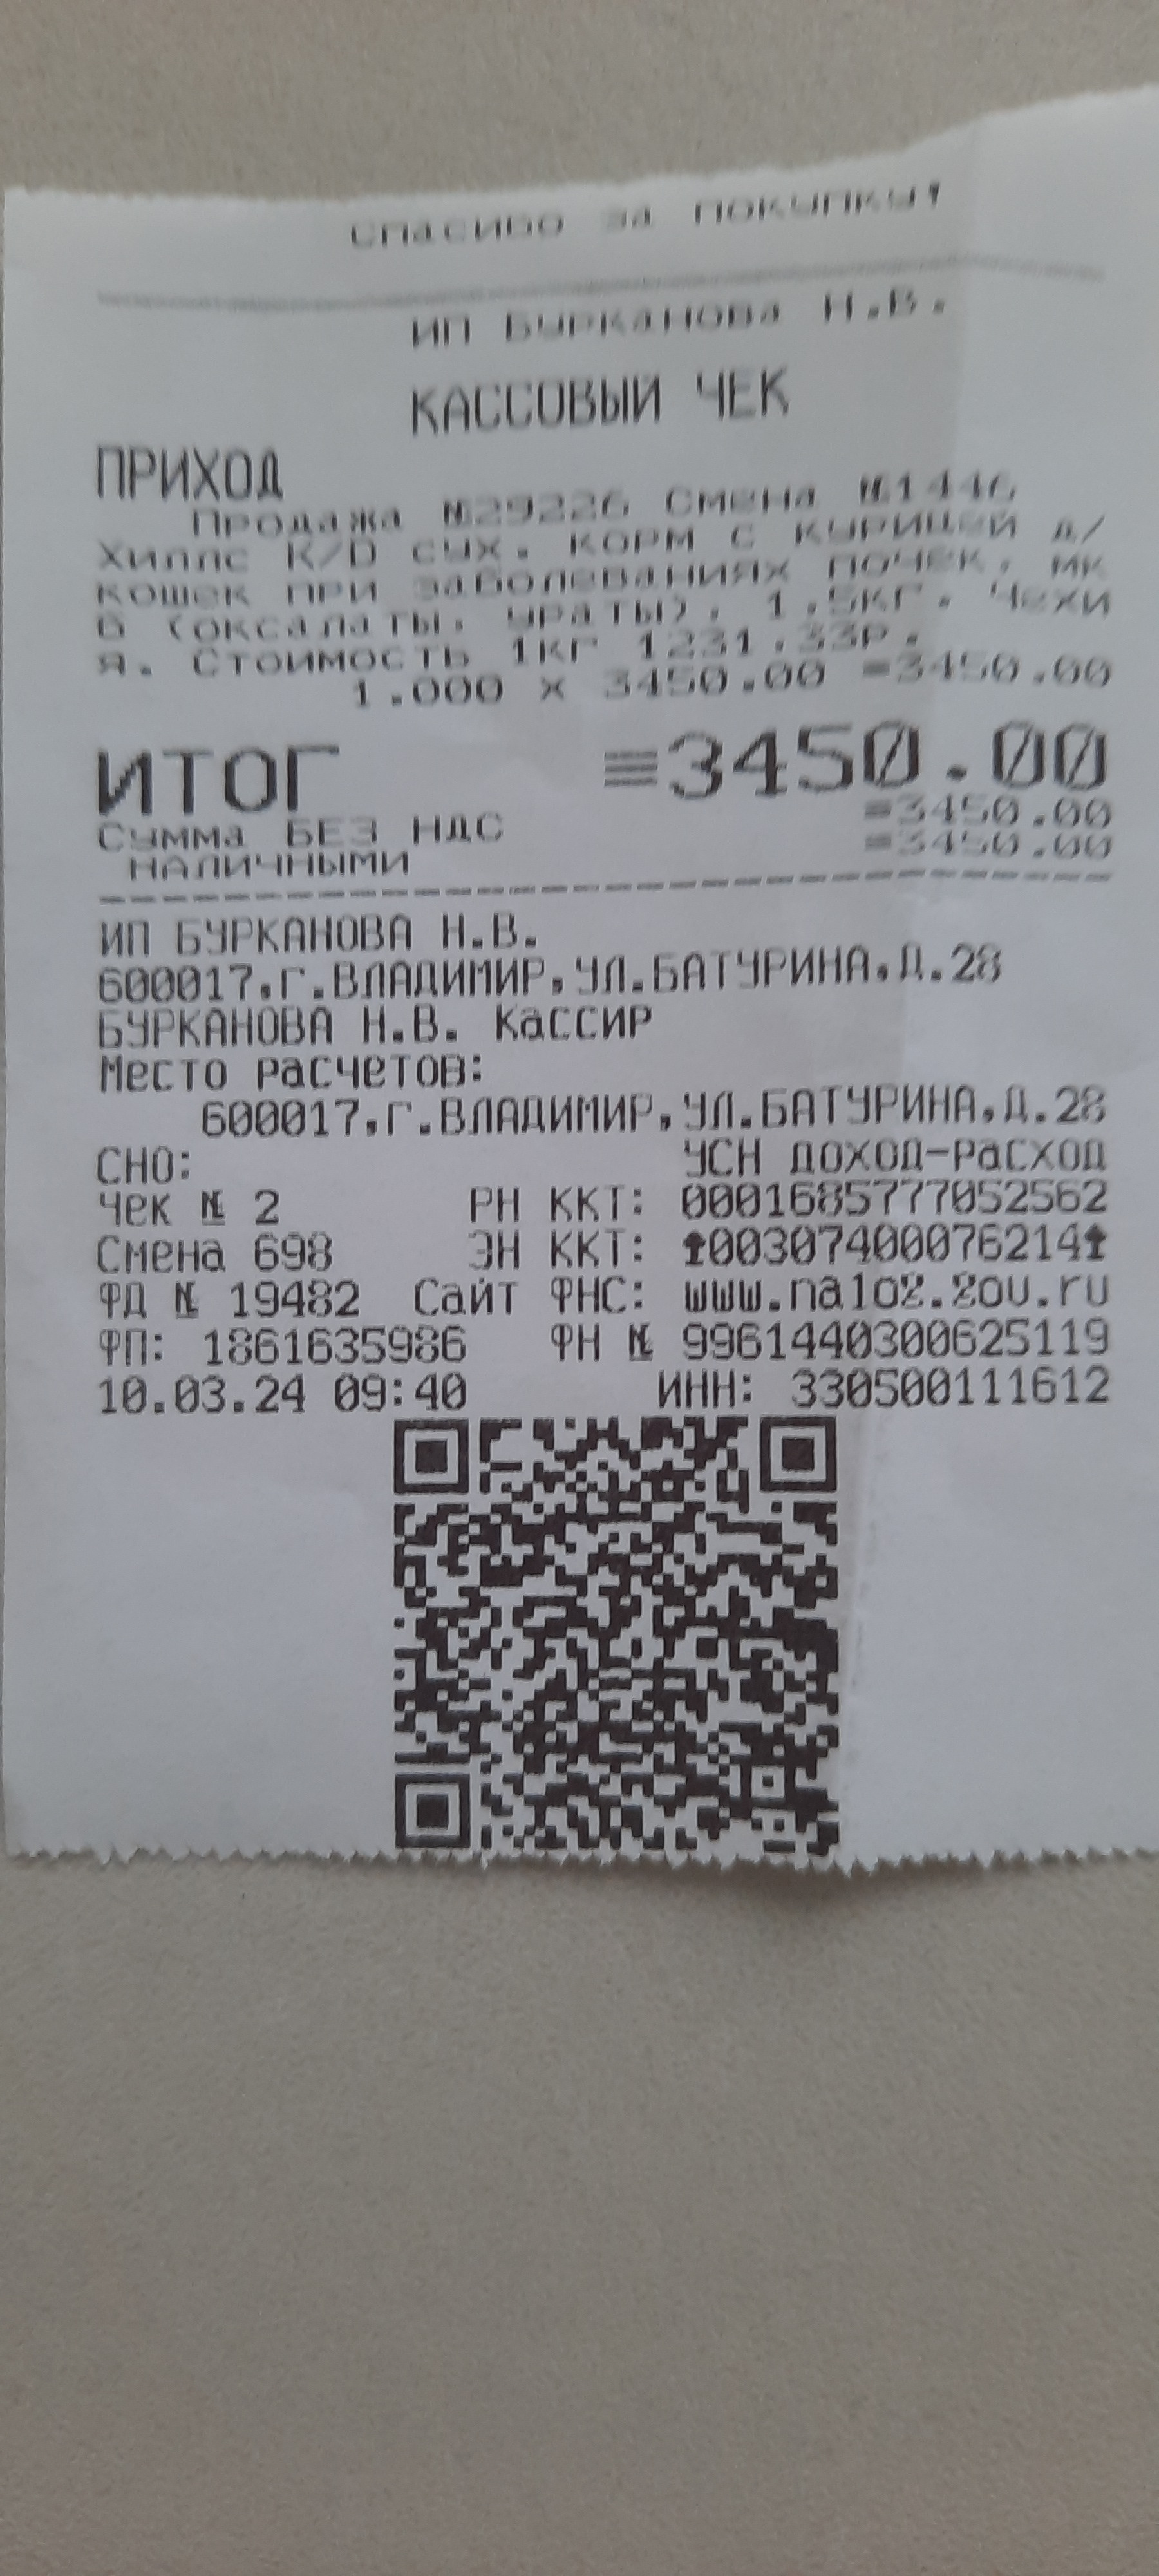 спасибо за покупку!
ИП Бурканова Н.В.
КАССОВЫЙ ЧЕК
ПРИХОД
Продажа №29226 Смена №1446
Хиллс K/D сух. корм с курицей д/
кошек при заболеваниях почек, мк
б (оксалаты, ураты), 1,5кг. Чехи
я. Стоимость 1кг 1231.33р.
1.000 x 3450.00 =3450.00
ИТОГ ≡3450.00
Сумма БЕЗ НДС =3450.00
НАЛИЧНЫМИ =3450.00
ИП БУРКАНОВА Н.В.
600017,Г.ВЛАДИМИР,УЛ.БАТУРИНА,Д.28
БУРКАНОВА Н.В. Кассир
Место расчетов:
600017,Г.ВЛАДИМИР,УЛ.БАТУРИНА,Д.28
СНО: УСН доход-расход
Чек № 2 РН ККТ: 0001685777052562
Смена 698 ЗН ККТ: 00307400076214
ФД № 19482 Сайт ФНС: www.nalog.gov.ru
ФП: 1861635986 ФН № 9961440300625119
10.03.24 09:40 ИНН: 330500111612